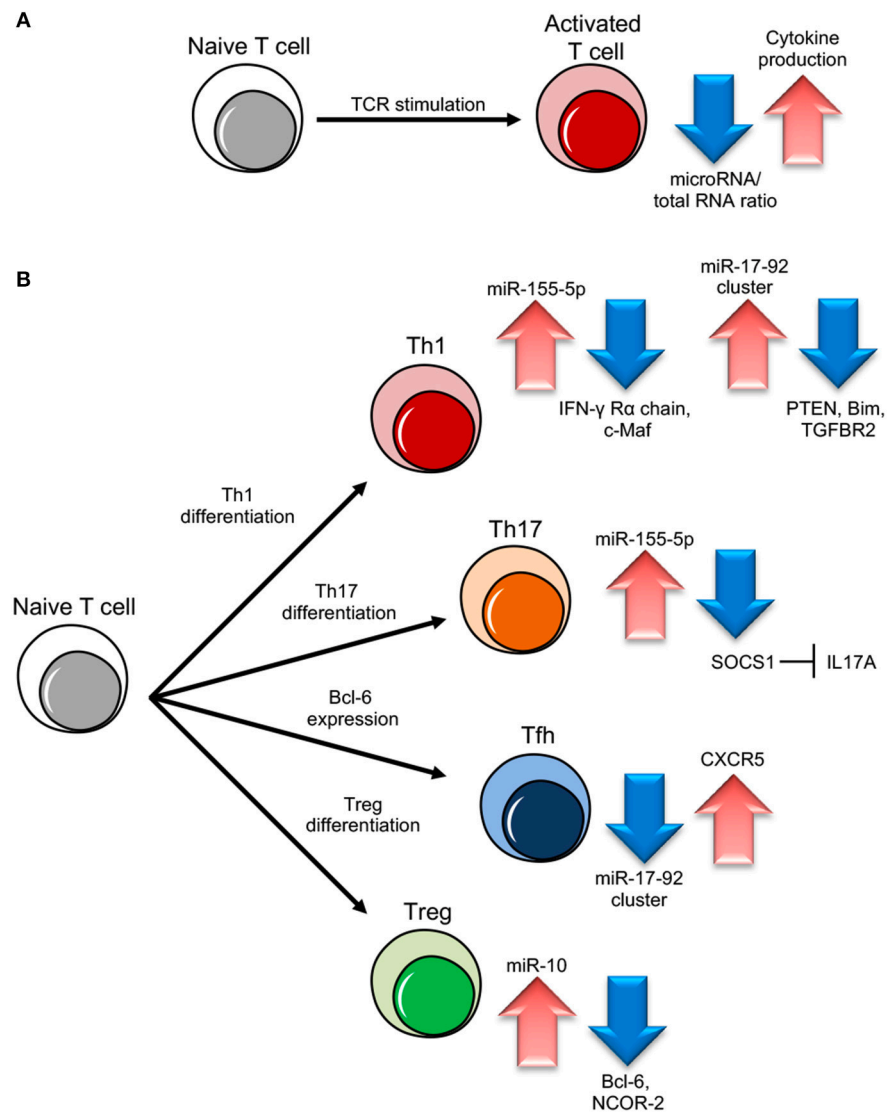 A
Naive T cell
TCR stimulation
Activated
T cell
Cytokine
production
microRNA/
total RNA ratio
B
miR-155-5p
miR-17-92
cluster
Th1
IFN-γ Rα chain,
c-Maf
PTEN, Bim,
TGFBR2
Th1
differentiation
Th17
miR-155-5p
Th17
differentiation
SOCS1
IL17A
Naive T cell
Bcl-6
expression
Tfh
CXCR5
miR-17-92
cluster
Treg
differentiation
Treg
miR-10
Bcl-6,
NCOR-2